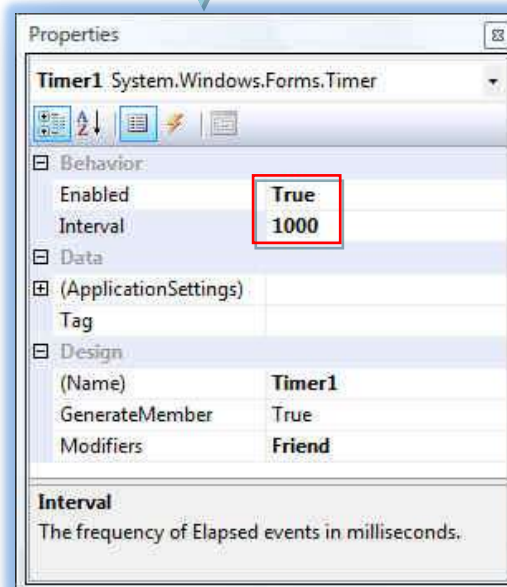 Properties
Timer1 System.Windows.Forms.Timer
Behavior
Enabled True
Interval 1000
Data
(ApplicationSettings)
Tag
Design
(Name) Timer1
GenerateMember True
Modifiers Friend
Interval
The frequency of Elapsed events in milliseconds.